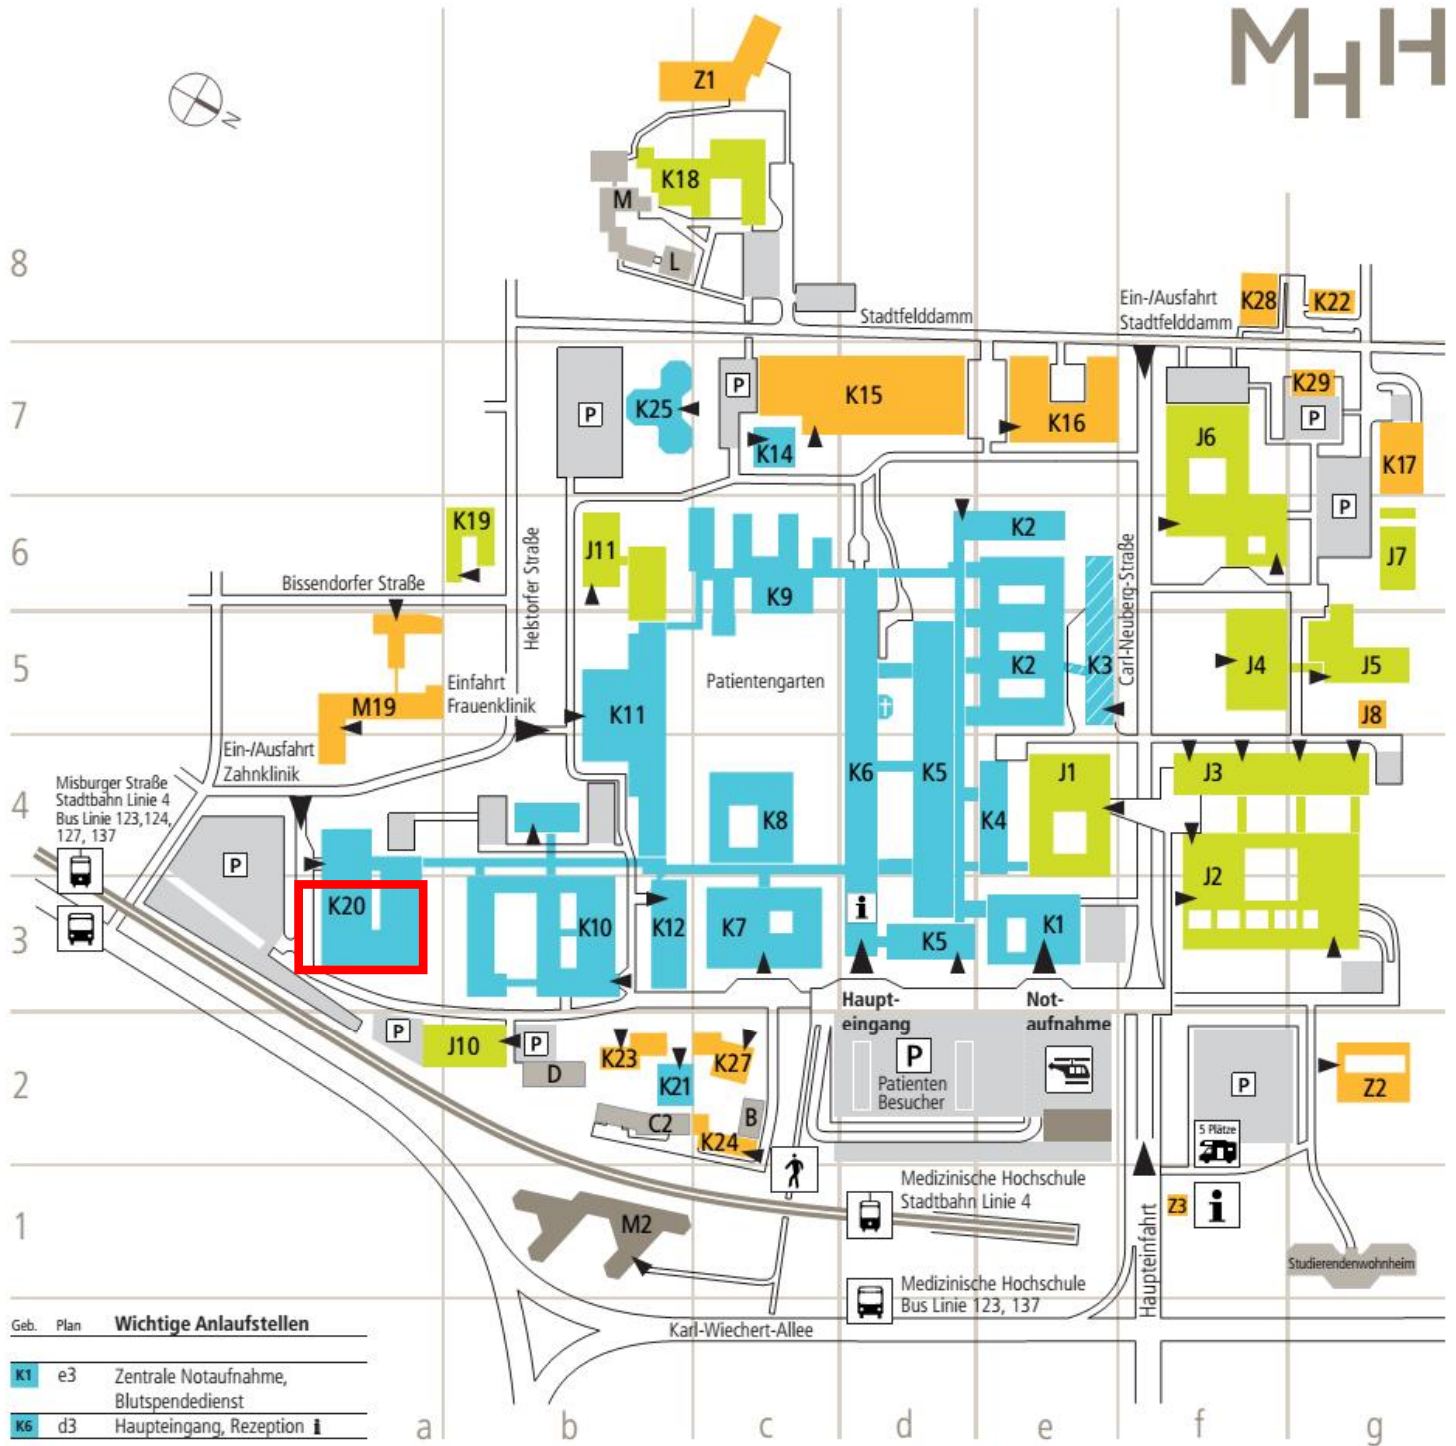 MHH
N
Z1
K18
M
L
8
Stadtfelddamm
Ein-/Ausfahrt
Stadtfelddamm
K28
K22
7
P
K25
P
K15
K14
K16
J6
K29
P
K17
K19
6
Bissendorfer Straße
Helstorfer Straße
J11
K9
K2
Carl-Neuberg-Straße
P
J7
5
M19
Einfahrt
Frauenklinik
K11
Patientengarten
K2
K3
J4
J5
J8
Ein-/Ausfahrt
Zahnklinik
Misburger Straße
Stadtbahn Linie 4
Bus Linie 123,124,
127, 137
4
P
K8
K6
K5
K4
J1
J3
J2
3
K20
K10
K12
K7
i
K5
K1
Haupt-
eingang
Not-
aufnahme
2
P
J10
P
D
K23
K21
K27
C2
K24
B
P
Patienten
Besucher
P
Z2
5 Plätze
1
M2
Medizinische Hochschule
Stadtbahn Linie 4
Z3
i
Haupteinfahrt
Studierendenwohnheim
Medizinische Hochschule
Bus Linie 123, 137
Karl-Wiechert-Allee
Geb. Plan Wichtige Anlaufstellen
K1 e3 Zentrale Notaufnahme,
Blutspendedienst
K6 d3 Haupteingang, Rezeption i
a b c d e f g